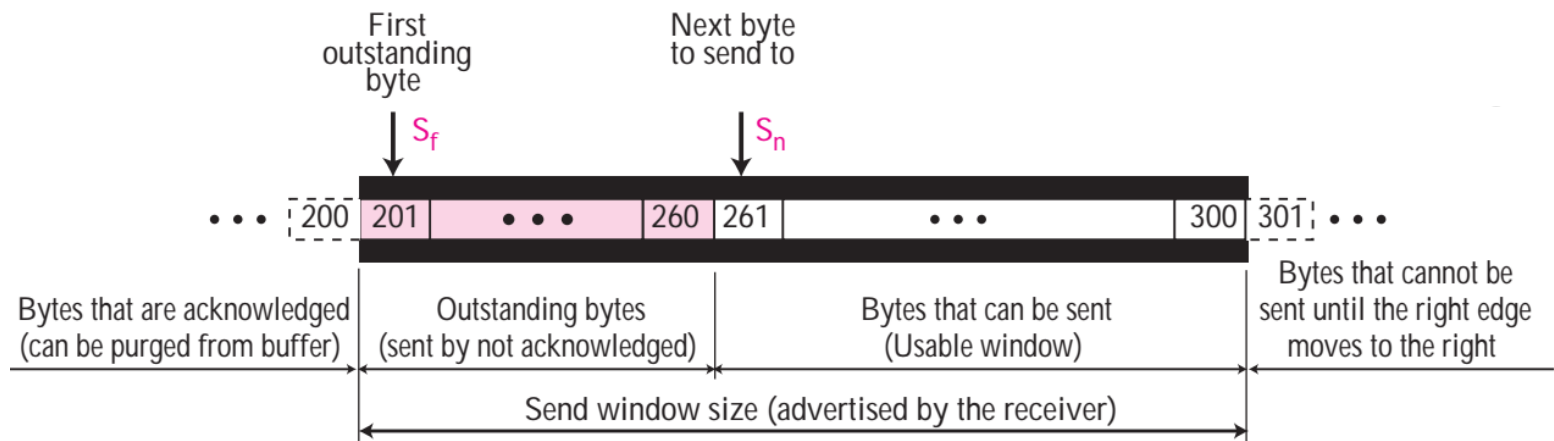 First
outstanding
byte
Next byte
to send to
Sf
Sn
• • • 200 201 • • • 260 261 • • • 300 301 • • •
Bytes that are acknowledged
(can be purged from buffer)
Outstanding bytes
(sent by not acknowledged)
Bytes that can be sent
(Usable window)
Bytes that cannot be
sent until the right edge
moves to the right
Send window size (advertised by the receiver)